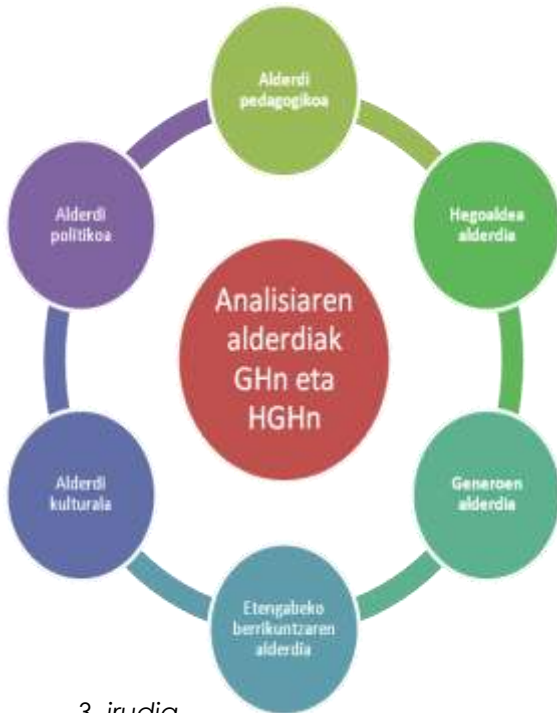 Alderdi
pedagogikoa
Hegoaldea
alderdia
Generoen
alderdia
Etengabeko
berrikuntzaren
alderdia
Alderdi
kulturala
Alderdi
politikoa
Analisiaren
alderdiak
GHn eta
HGHn
3. irudia